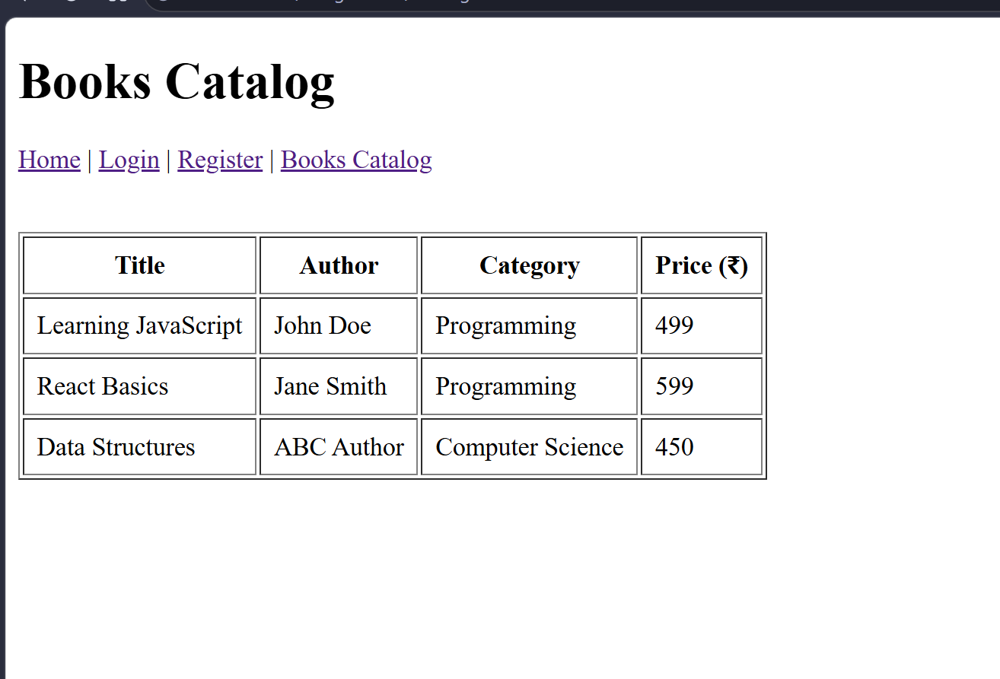 Books Catalog
Home | Login | Register | Books Catalog
Title Author Category Price (₹)
Learning JavaScript John Doe Programming 499
React Basics Jane Smith Programming 599
Data Structures ABC Author Computer Science 450